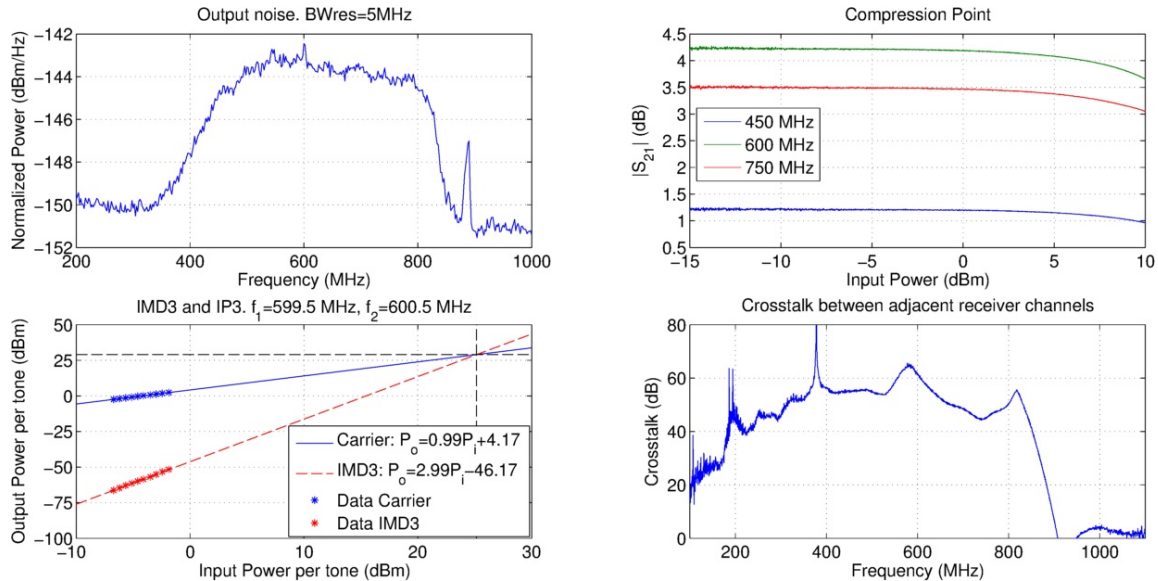 Output noise. BWres=5MHz
−142
−144
−146
−148
−150
−152
Normalized Power (dBm/Hz)
200
400
600
800
1000
Frequency (MHz)
Compression Point
4.5
4
3.5
3
2.5
2
1.5
1
0.5
|S21| (dB)
450 MHz
600 MHz
750 MHz
−15
−10
−5
0
5
10
Input Power (dBm)
IMD3 and IP3. f1=599.5 MHz, f2=600.5 MHz
50
25
0
−25
−50
−75
−100
Output Power per tone (dBm)
Carrier: Po=0.99Pi+4.17
IMD3: Po=2.99Pi−46.17
Data Carrier
Data IMD3
−10
0
10
20
30
Input Power per tone (dBm)
Crosstalk between adjacent receiver channels
80
60
40
20
0
Crosstalk (dB)
200
400
600
800
1000
Frequency (MHz)